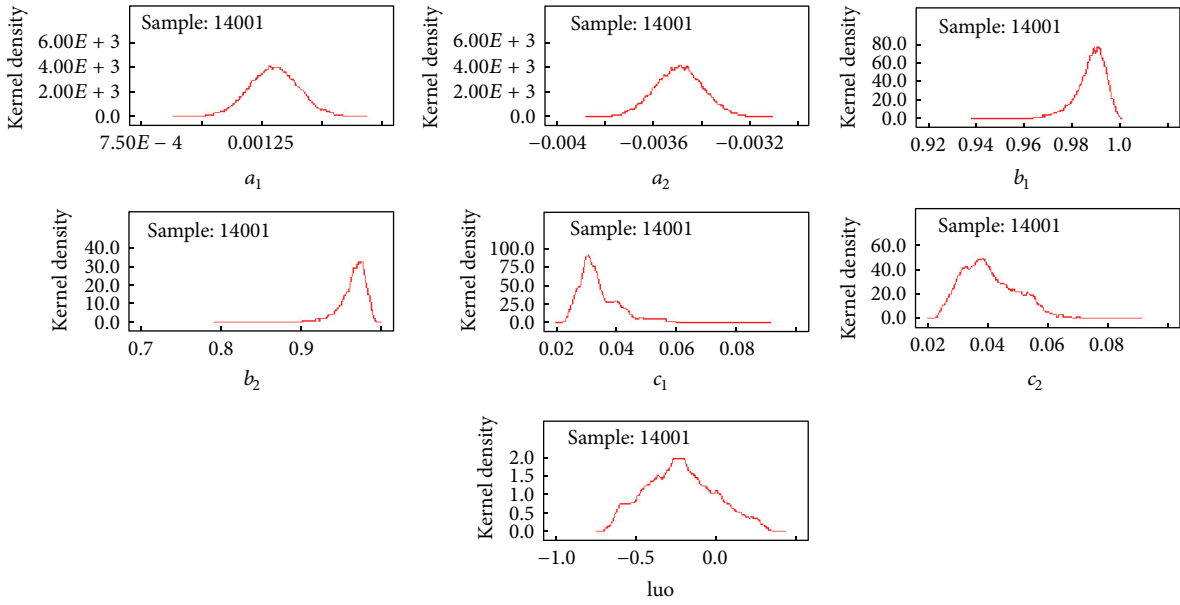 Kernel density
Sample: 14001
6.00E + 3
4.00E + 3
2.00E + 3
0.0
7.50E − 4 0.00125
a1
Kernel density
Sample: 14001
6.00E + 3
4.00E + 3
2.00E + 3
0.0
−0.004 −0.0036 −0.0032
a2
Kernel density
Sample: 14001
80.0
60.0
40.0
20.0
0.0
0.92 0.94 0.96 0.98 1.0
b1
Kernel density
Sample: 14001
40.0
30.0
20.0
10.0
0.0
0.7 0.8 0.9
b2
Kernel density
Sample: 14001
100.0
75.0
50.0
25.0
0.0
0.02 0.04 0.06 0.08
c1
Kernel density
Sample: 14001
60.0
40.0
20.0
0.0
0.02 0.04 0.06 0.08
c2
Kernel density
Sample: 14001
2.0
1.5
1.0
0.5
0.0
−1.0 −0.5 0.0
luo